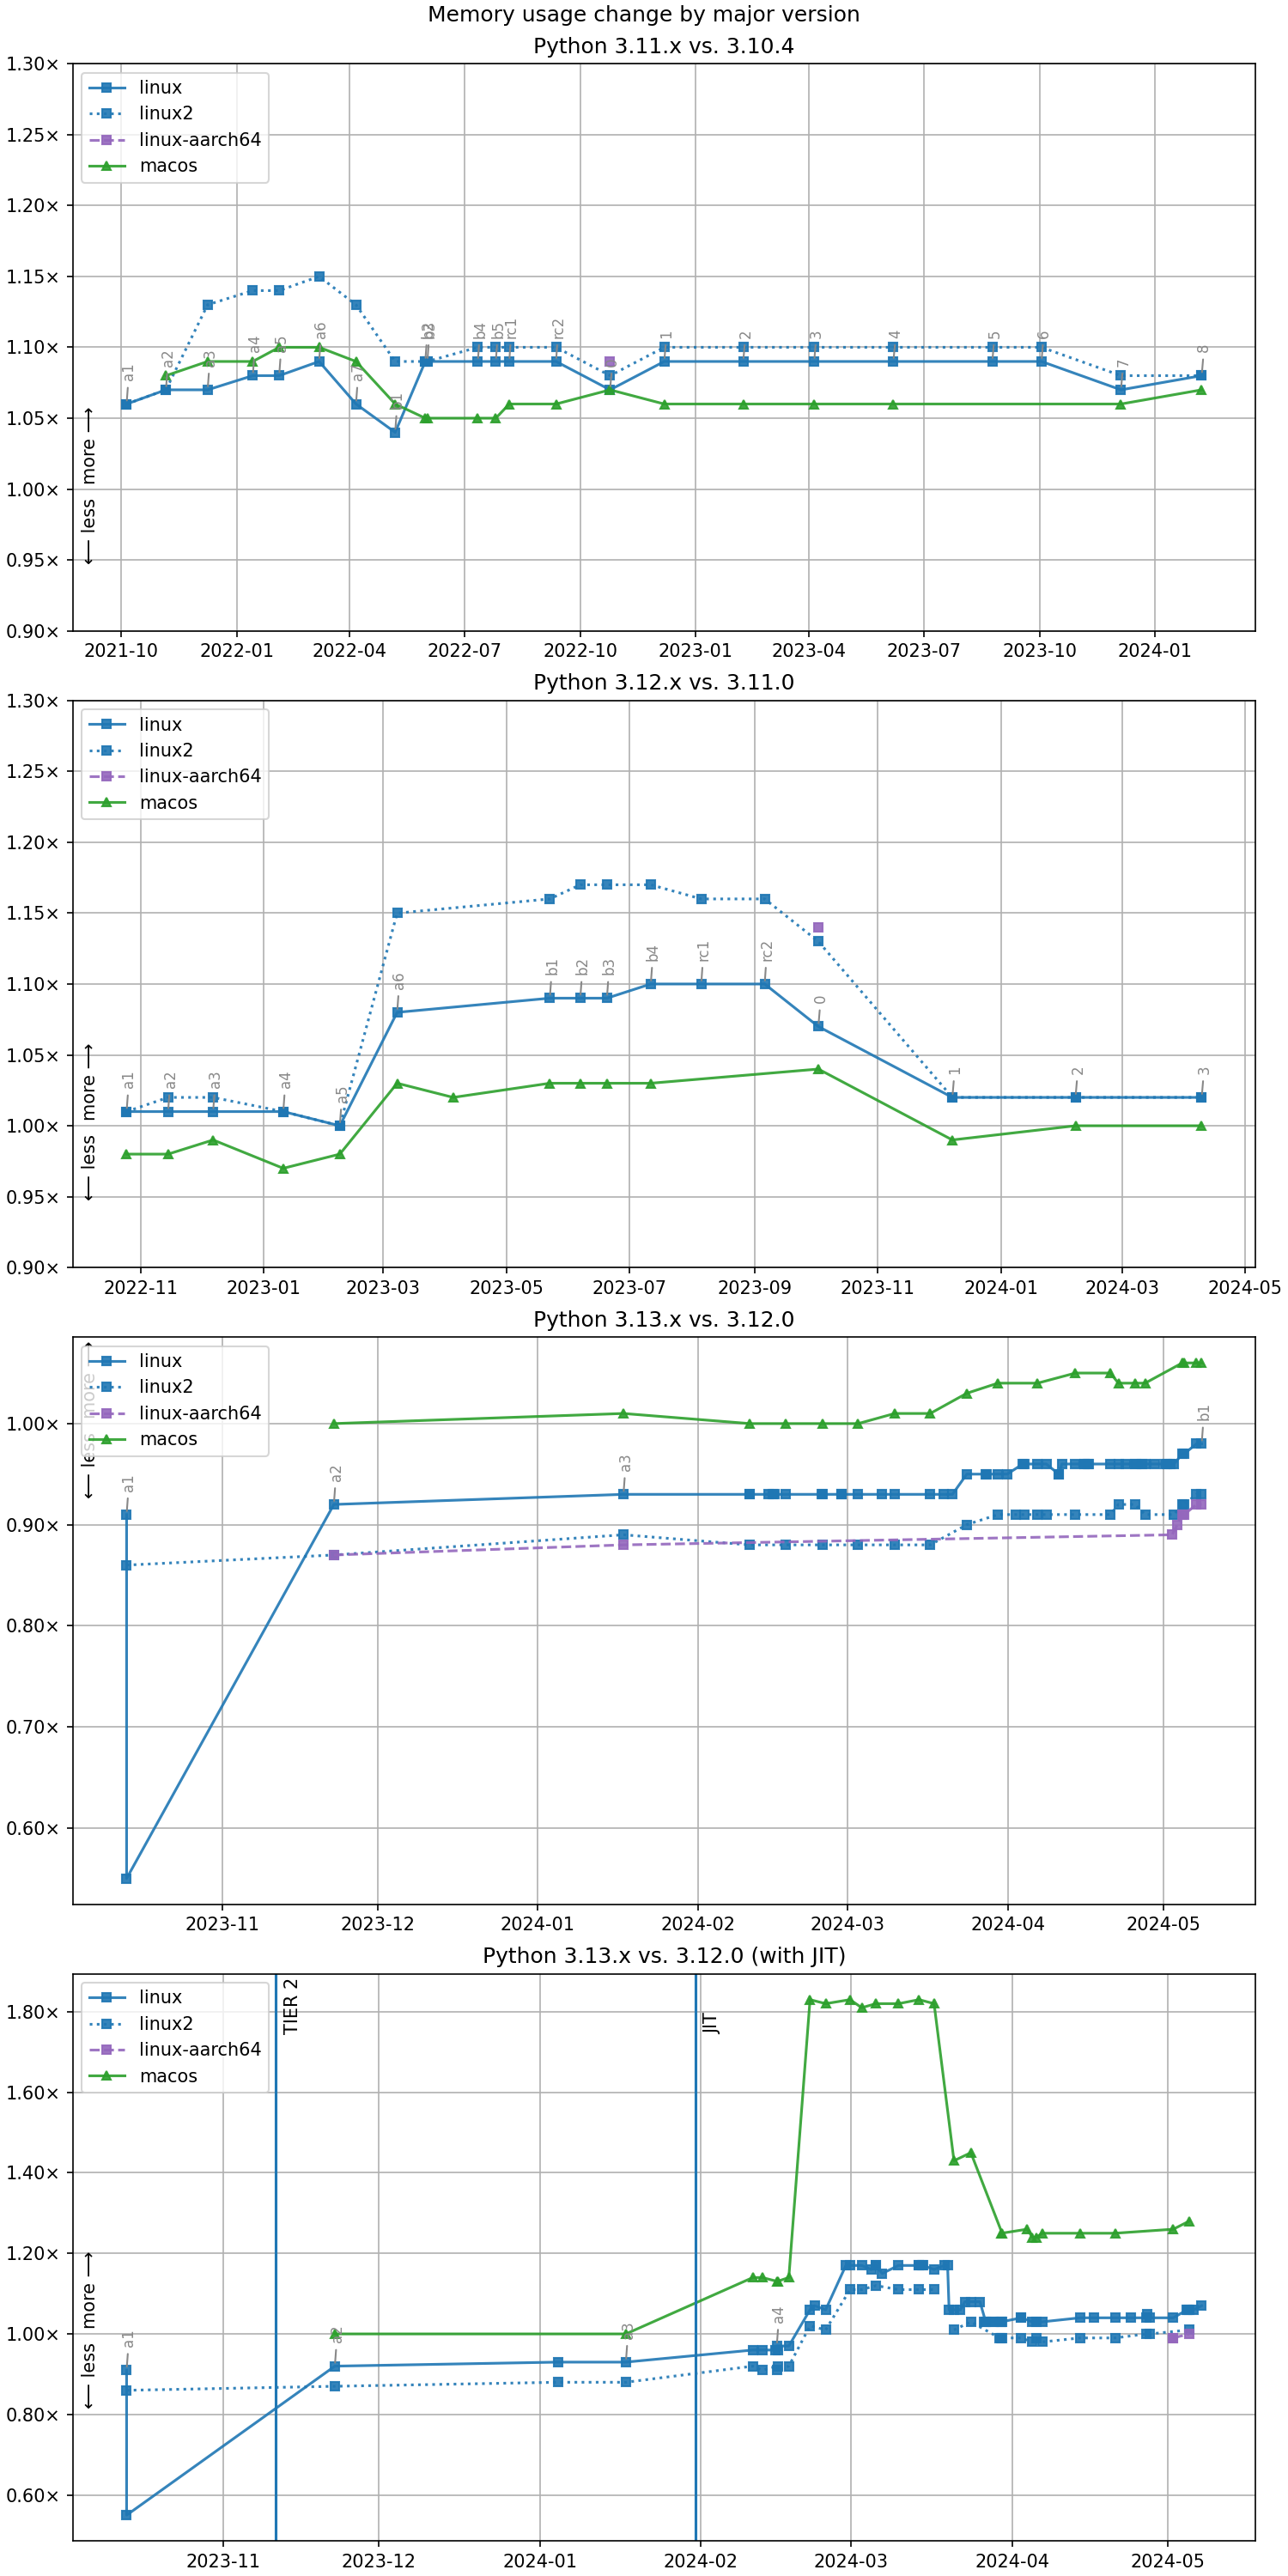 Memory usage change by major version
Python 3.11.x vs. 3.10.4
1.30×
1.25×
1.20×
1.15×
1.10×
1.05×
1.00×
0.95×
0.90×
linux
linux2
linux-aarch64
macos
← less more →
a1
a2
a3
a4
a5
a6
a7
b1
b3
b4
b5
rc1
rc2
1
2
3
4
5
6
7
8
2021-10
2022-01
2022-04
2022-07
2022-10
2023-01
2023-04
2023-07
2023-10
2024-01
Python 3.12.x vs. 3.11.0
1.30×
1.25×
1.20×
1.15×
1.10×
1.05×
1.00×
0.95×
0.90×
linux
linux2
linux-aarch64
macos
← less more →
a1
a2
a3
a4
a5
a6
b1
b2
b3
b4
rc1
rc2
0
1
2
3
2022-11
2023-01
2023-03
2023-05
2023-07
2023-09
2023-11
2024-01
2024-03
2024-05
Python 3.13.x vs. 3.12.0
1.00×
0.90×
0.80×
0.70×
0.60×
linux
linux2
linux-aarch64
macos
← less more →
a1
a2
a3
b1
2023-11
2023-12
2024-01
2024-02
2024-03
2024-04
2024-05
Python 3.13.x vs. 3.12.0 (with JIT)
1.80×
1.60×
1.40×
1.20×
1.00×
0.80×
0.60×
linux
linux2
linux-aarch64
macos
← less more →
TIER 2
JIT
a1
a2
a3
a4
2023-11
2023-12
2024-01
2024-02
2024-03
2024-04
2024-05